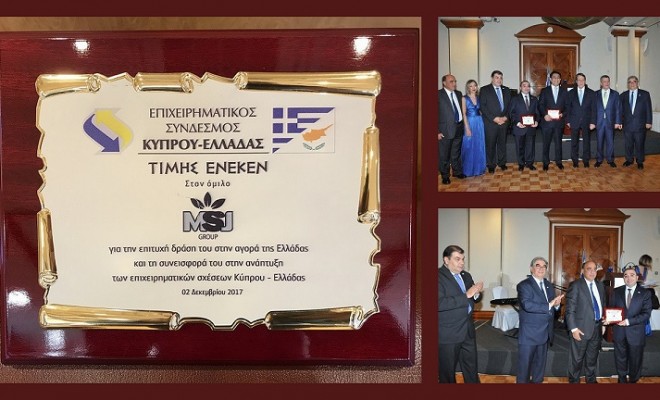 ΕΠΙΧΕΙΡΗΜΑΤΙΚΟΣ
ΣΥΝΔΕΣΜΟΣ
ΚΥΠΡΟΥ-ΕΛΛΑΔΑΣ
ΤΙΜΗΣ ΕΝΕΚΕΝ
Στον όμιλο
MSJ
GROUP
για την επιτυχή δράση του στην αγορά της Ελλάδας
και τη συνεισφορά του στην ανάπτυξη
των επιχειρηματικών σχέσεων Κύπρου - Ελλάδας
02 Δεκεμβρίου 2017